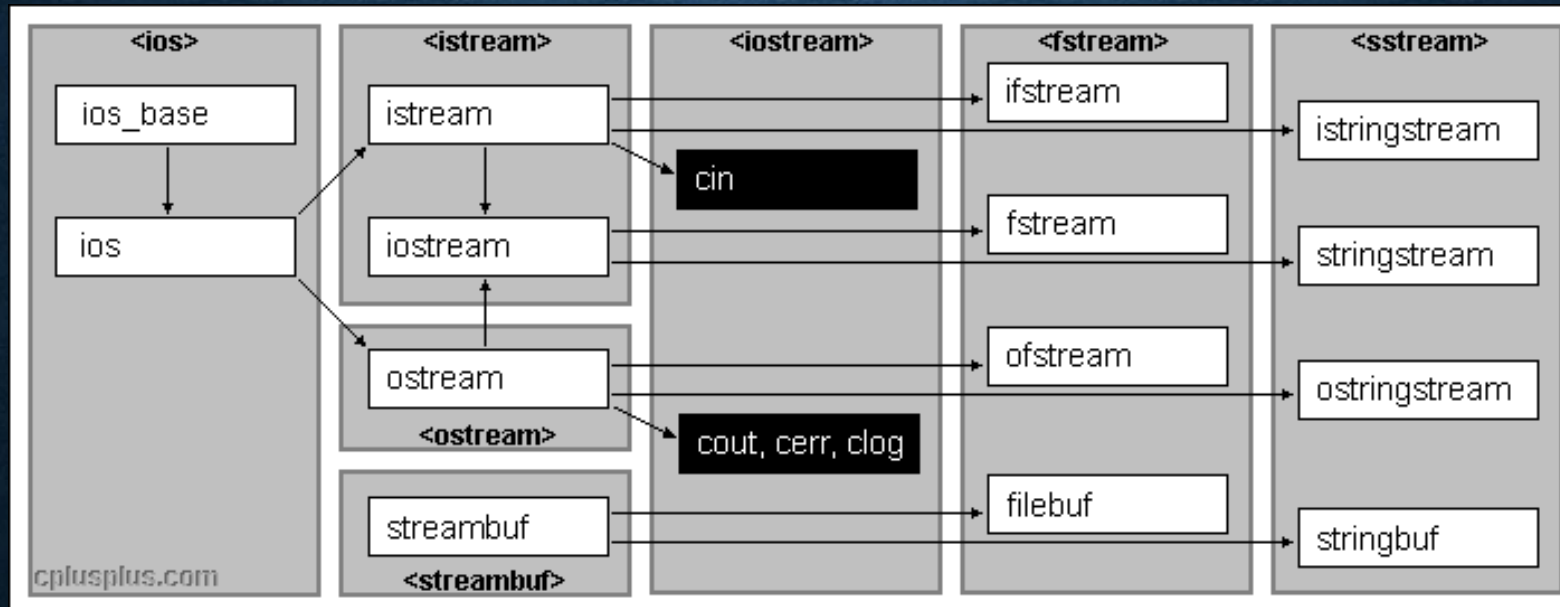 <ios>
ios_base
ios
<istream>
istream
iostream
ostream
<ostream>
streambuf
<streambuf>
<iostream>
cin
cout, cerr, clog
<fstream>
ifstream
fstream
ofstream
filebuf
<sstream>
istringstream
stringstream
ostringstream
stringbuf
cplusplus.com